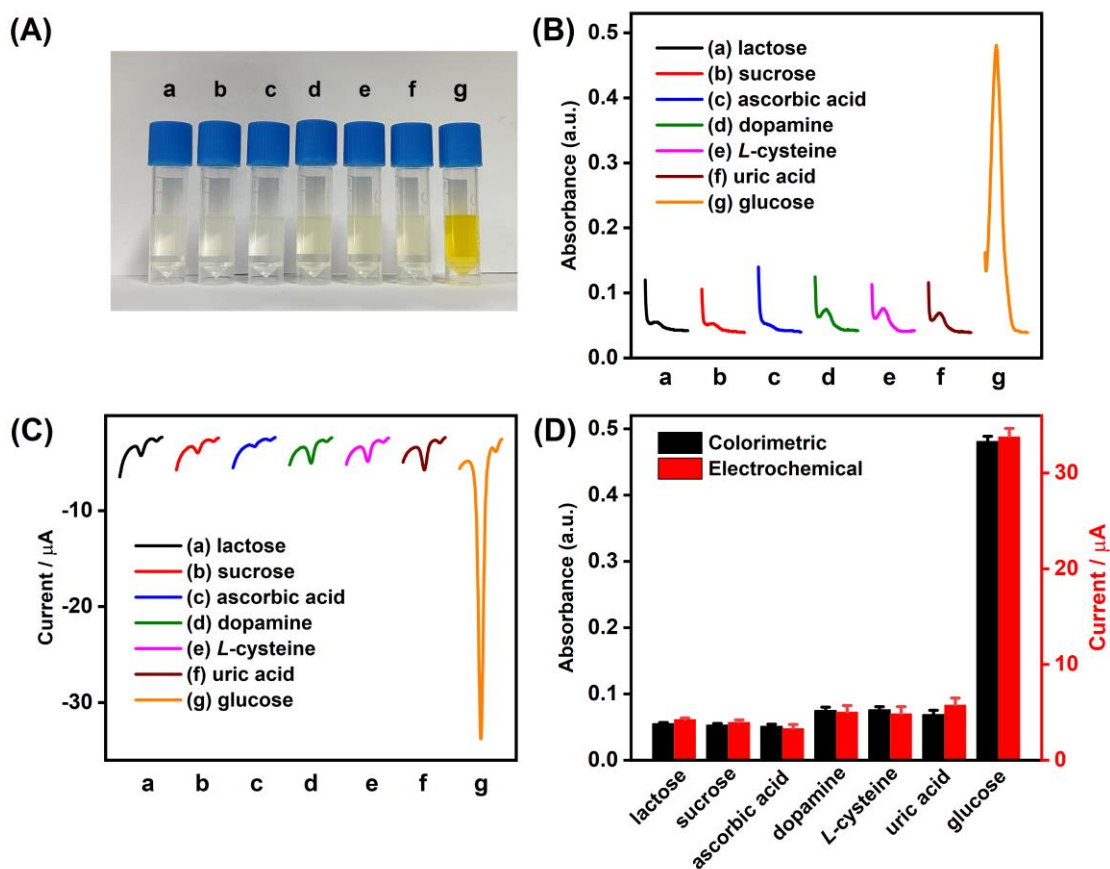 (A)
a b c d e f g
(B)
Absorbance (a.u.)
0.5
0.4
0.3
0.2
0.1
0.0
(a) lactose
(b) sucrose
(c) ascorbic acid
(d) dopamine
(e) L-cysteine
(f) uric acid
(g) glucose
a b c d e f g
(C)
Current / µA
-10
-20
-30
(a) lactose
(b) sucrose
(c) ascorbic acid
(d) dopamine
(e) L-cysteine
(f) uric acid
(g) glucose
a b c d e f g
(D)
Absorbance (a.u.)
0.5
0.4
0.3
0.2
0.1
0.0
Colorimetric
Electrochemical
30
20
10
0
Current / µA
lactose
sucrose
ascorbic acid
dopamine
L-cysteine
uric acid
glucose